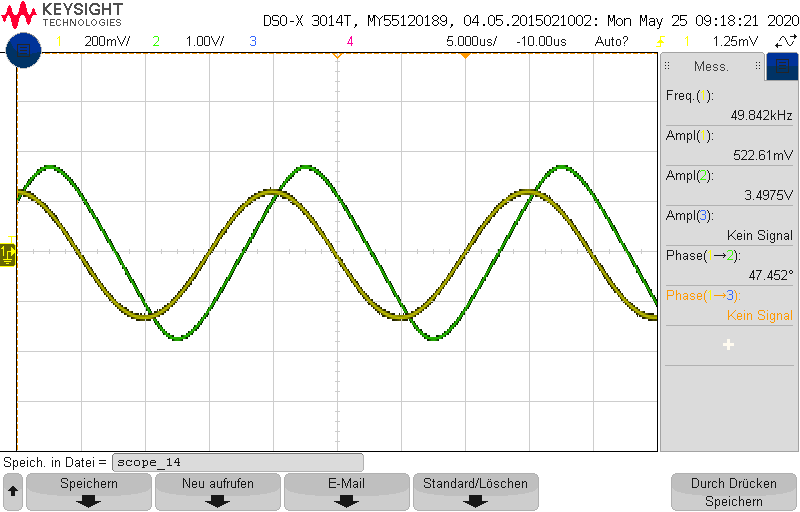 KEYSIGHT
TECHNOLOGIES
DSO-X 3014T, MY55120189, 04.05.2015021002: Mon May 25 09:18:21 2020
1 200mV/ 2 1.00V/ 3 4 5.000us/ -10.00us Auto? 1 1.25mV
Mess.
Freq.( ):
49.842kHz
Ampl( ):
522.61mV
Ampl(2):
3.4975V
Ampl(3):
Kein Signal
Phase(1→2):
47.452°
Phase(1→3):
Kein Signal
1
Speich. in Datei = scope_14
Speichern
Neu aufrufen
E-Mail
Standard/Löschen
Durch Drücken
Speichern